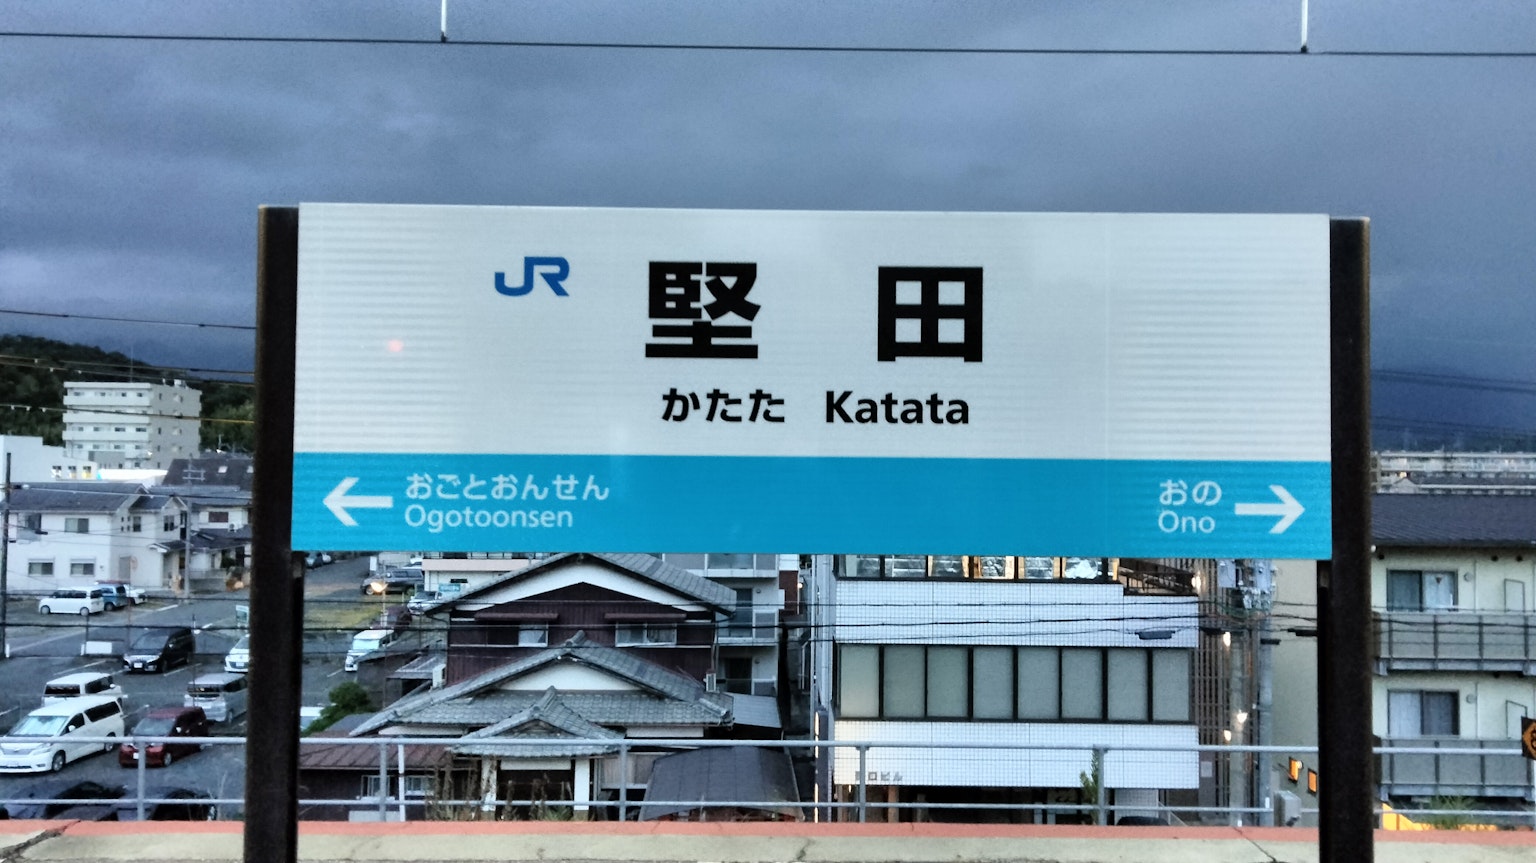 JR 堅田
かたた Katata
おごとおんせん
Ogotoonsen
おの
Ono